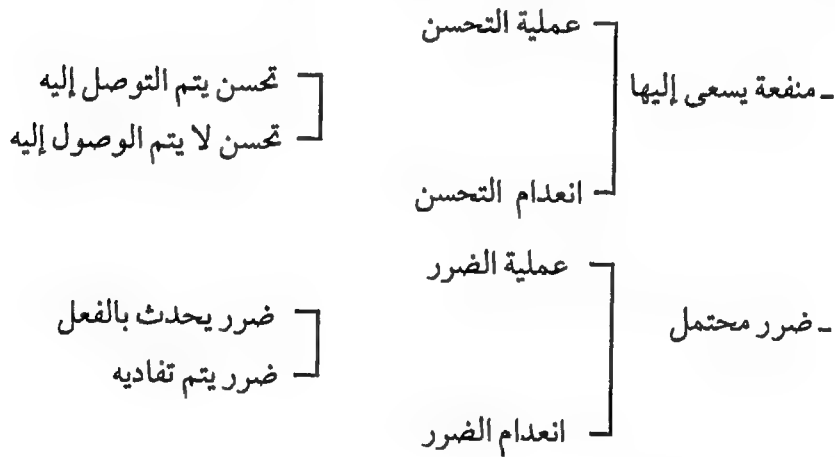 عملية التحسن
ـ منفعة يسعى إليها
تحسن يتم التوصل إليه
تحسن لا يتم الوصول إليه
انعدام التحسن
عملية الضرر
ـ ضرر محتمل
ضرر يحدث بالفعل
ضرر يتم تفاديه
انعدام الضرر